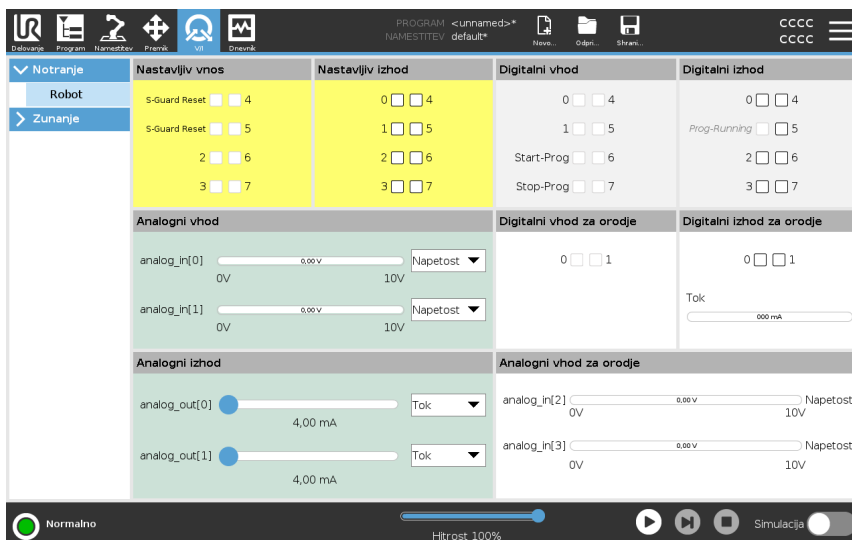 UR
PROGRAM <unnamed>*
NAMESTITEV default*
CCCC
CCCC
Delovanje Program Namestitev Premik V/I Dnevnik Novo... Odpri... Shrani...
Notranje
Robot
Zunanje
Nastavljiv vnos
S-Guard Reset 4
S-Guard Reset 5
2 6
3 7
Nastavljiv izhod
0 4
1 5
2 6
3 7
Digitalni vhod
0 4
1 5
Start-Prog 6
Stop-Prog 7
Digitalni izhod
0 4
Prog-Running 5
2 6
3 7
Analogni vhod
analog_in[0] 0,00 V Napetost
0V 10V
analog_in[1] 0,00 V Napetost
0V 10V
Digitalni vhod za orodje
0 1
Digitalni izhod za orodje
0 1
Tok
000 mA
Analogni izhod
analog_out[0] Tok
4,00 mA
analog_out[1] Tok
4,00 mA
Analogni vhod za orodje
analog_in[2] 0,00 V Napetost
0V 10V
analog_in[3] 0,00 V Napetost
0V 10V
Normalno
Hitrost 100%
Simulacija